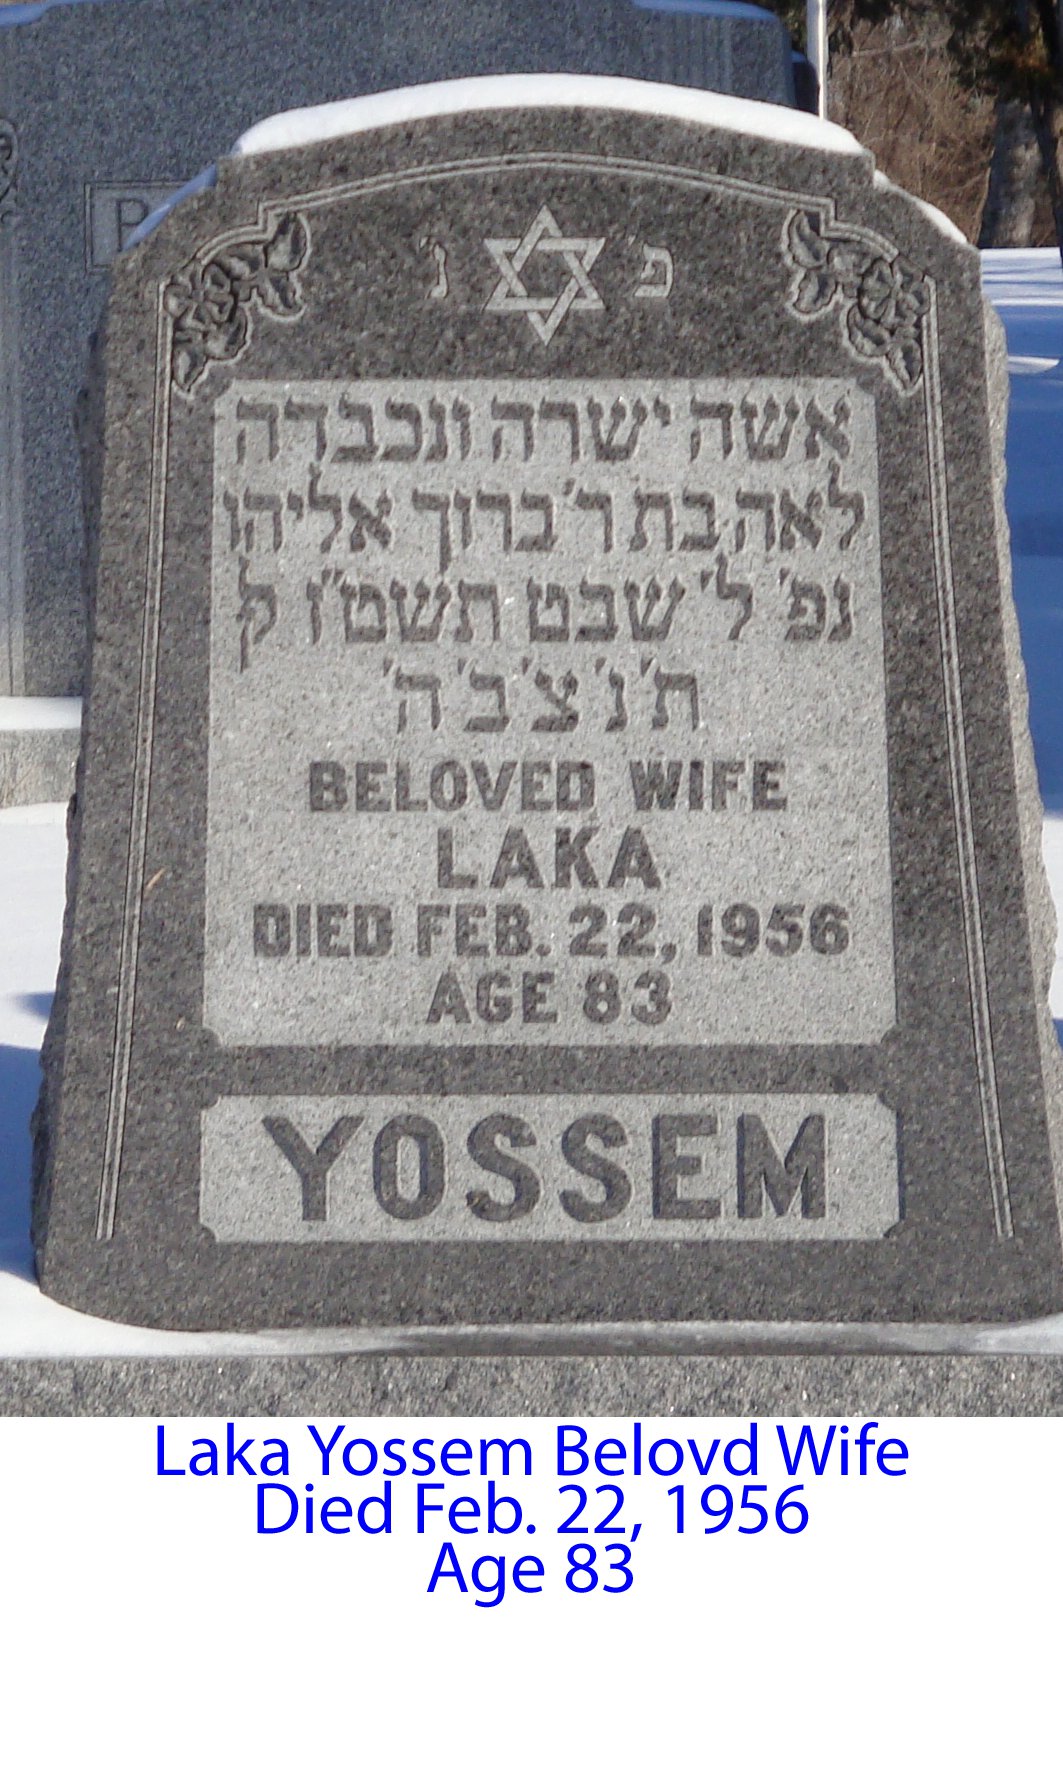 פ' נ'
אשה ישרה ונכבדה
לאה בת ר' ברוך אליהו
נפ' ל' שבט תשט"ז ק
ת'נ'צ'ב'ה'
BELOVED WIFE
LAKA
DIED FEB. 22, 1956
AGE 83
YOSSEM
Laka Yossem Belovd Wife
Died Feb. 22, 1956
Age 83